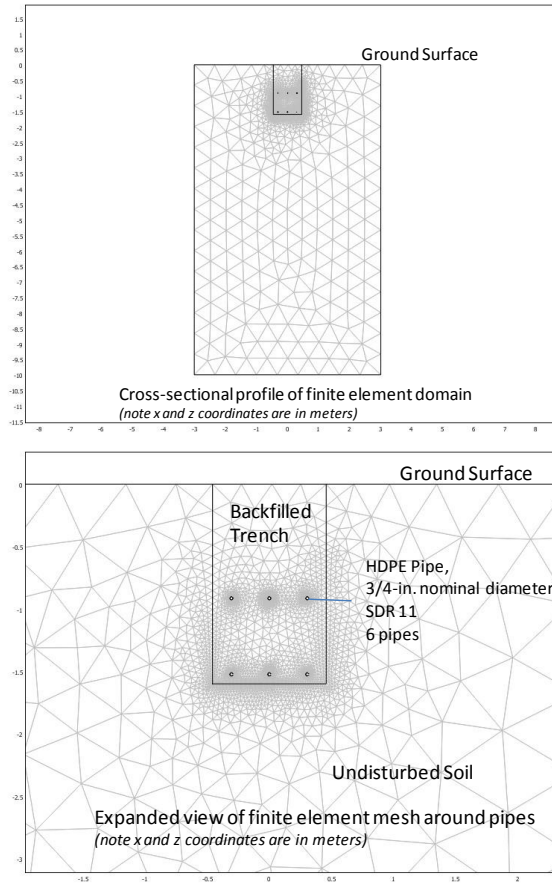 1.5
1
0.5
Ground Surface
0
-0.5
-1
-1.5
-2
-2.5
-3
-3.5
-4
-4.5
-5
-5.5
-6
-6.5
-7
-7.5
-8
-8.5
-9
-9.5
-10
-10.5
-11
-11.5
Cross-sectional profile of finite element domain
(note x and z coordinates are in meters)
-8 -7 -6 -5 -4 -3 -2 -1 0 1 2 3 4 5 6 7 8
Ground Surface
0
Backfilled
Trench
-0.5
HDPE Pipe,
3/4-in. nominal diameter
SDR 11
6 pipes
-1
-1.5
-2
Undisturbed Soil
-2.5
Expanded view of finite element mesh around pipes
(note x and z coordinates are in meters)
-3
-1.5 -1 -0.5 0 0.5 1 1.5 2